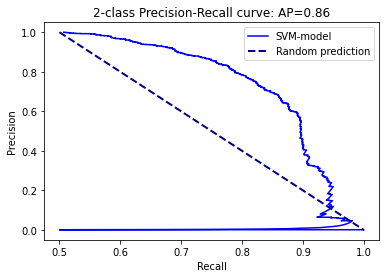 2-class Precision-Recall curve: AP=0.86
SVM-model
Random prediction
Precision
1.0
0.8
0.6
0.4
0.2
0.0
0.5 0.6 0.7 0.8 0.9 1.0
Recall